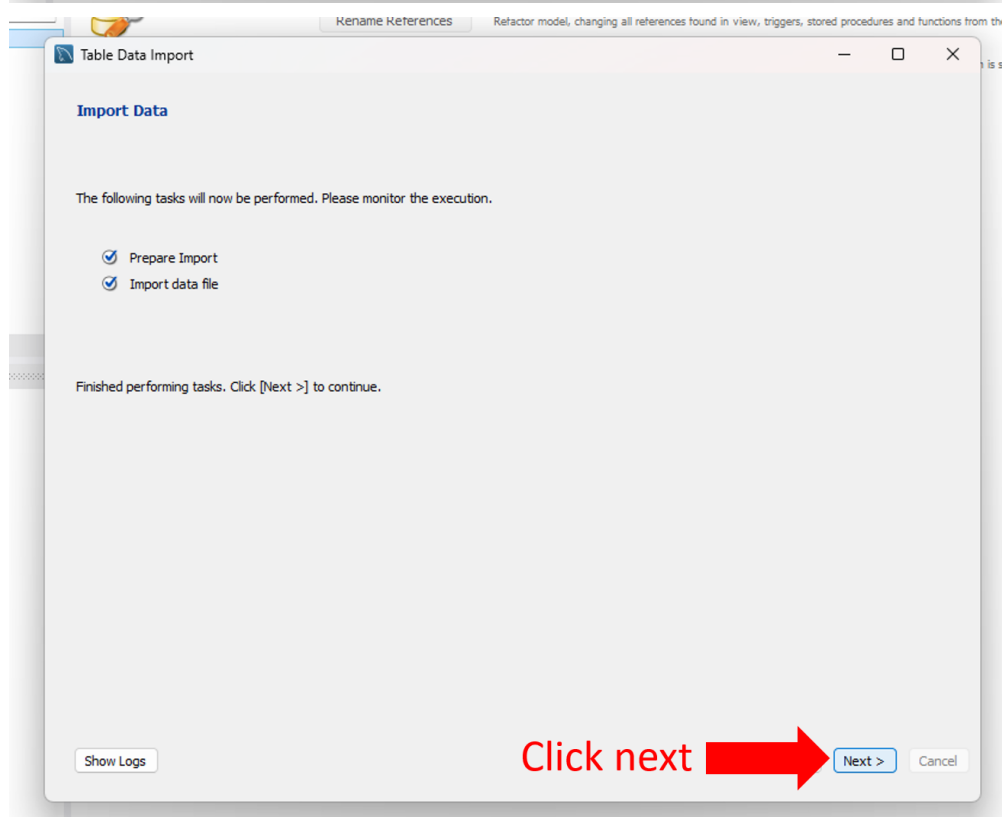 Rename References
Refactor model, changing all references found in view, triggers, stored procedures and functions from the
Table Data Import
is s
Import Data
The following tasks will now be performed. Please monitor the execution.
Prepare Import
Import data file
Finished performing tasks. Click [Next >] to continue.
Show Logs
Click next
Next >
Cancel